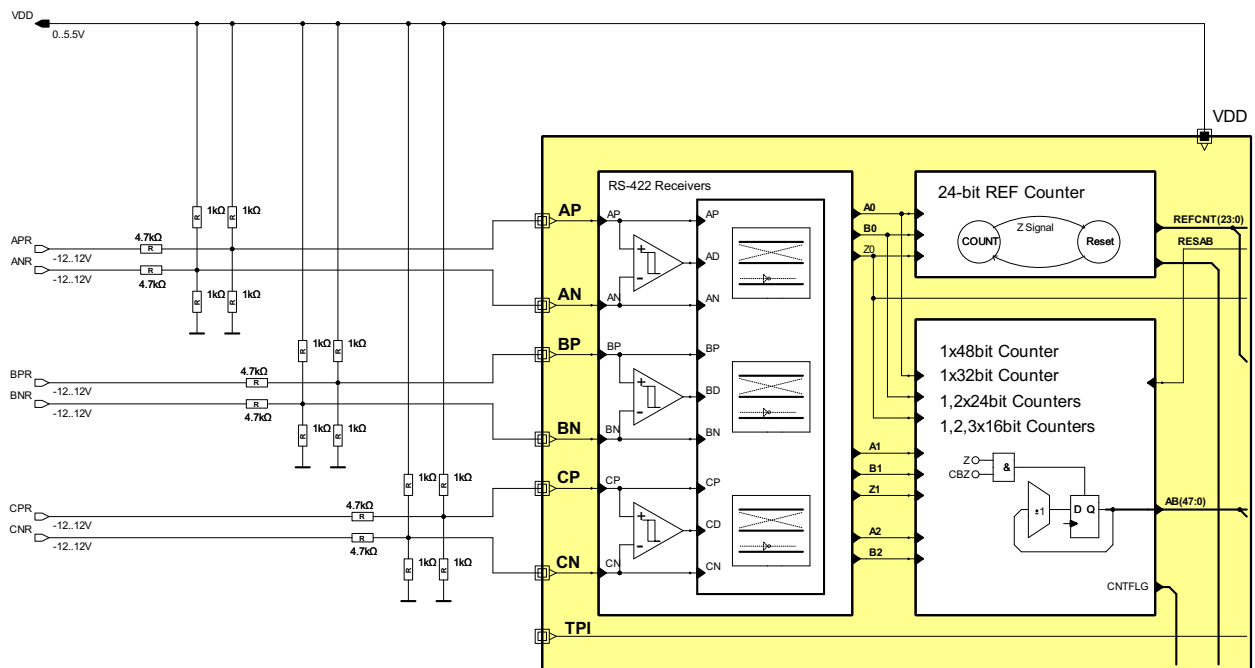 VDD
0..5.5V
VDD
RS-422 Receivers
24-bit REF Counter
COUNT
Z Signal
Reset
REFCNT(23:0)
RESAB
A0
B0
Z0
1kΩ
R
R
1kΩ
APR
-12..12V
4.7kΩ
R
ANR
-12..12V
R
4.7kΩ
R
1kΩ
R
1kΩ
AP
AP
AP
AD
AN
AN
AN
+
-
R
1kΩ
R
1kΩ
BPR
-12..12V
4.7kΩ
R
BNR
-12..12V
R
4.7kΩ
R
1kΩ
R
1kΩ
BP
BP
BP
BD
BN
BN
BN
+
-
1x48bit Counter
1x32bit Counter
1,2x24bit Counters
1,2,3x16bit Counters
A1
B1
Z1
A2
B2
Z
CBZ
&
±1
D Q
AB(47:0)
CNTFLG
R
1kΩ
R
1kΩ
CPR
-12..12V
4.7kΩ
R
CNR
-12..12V
R
4.7kΩ
R
1kΩ
R
1kΩ
CP
CP
CP
CD
CN
CN
CN
+
-
TPI